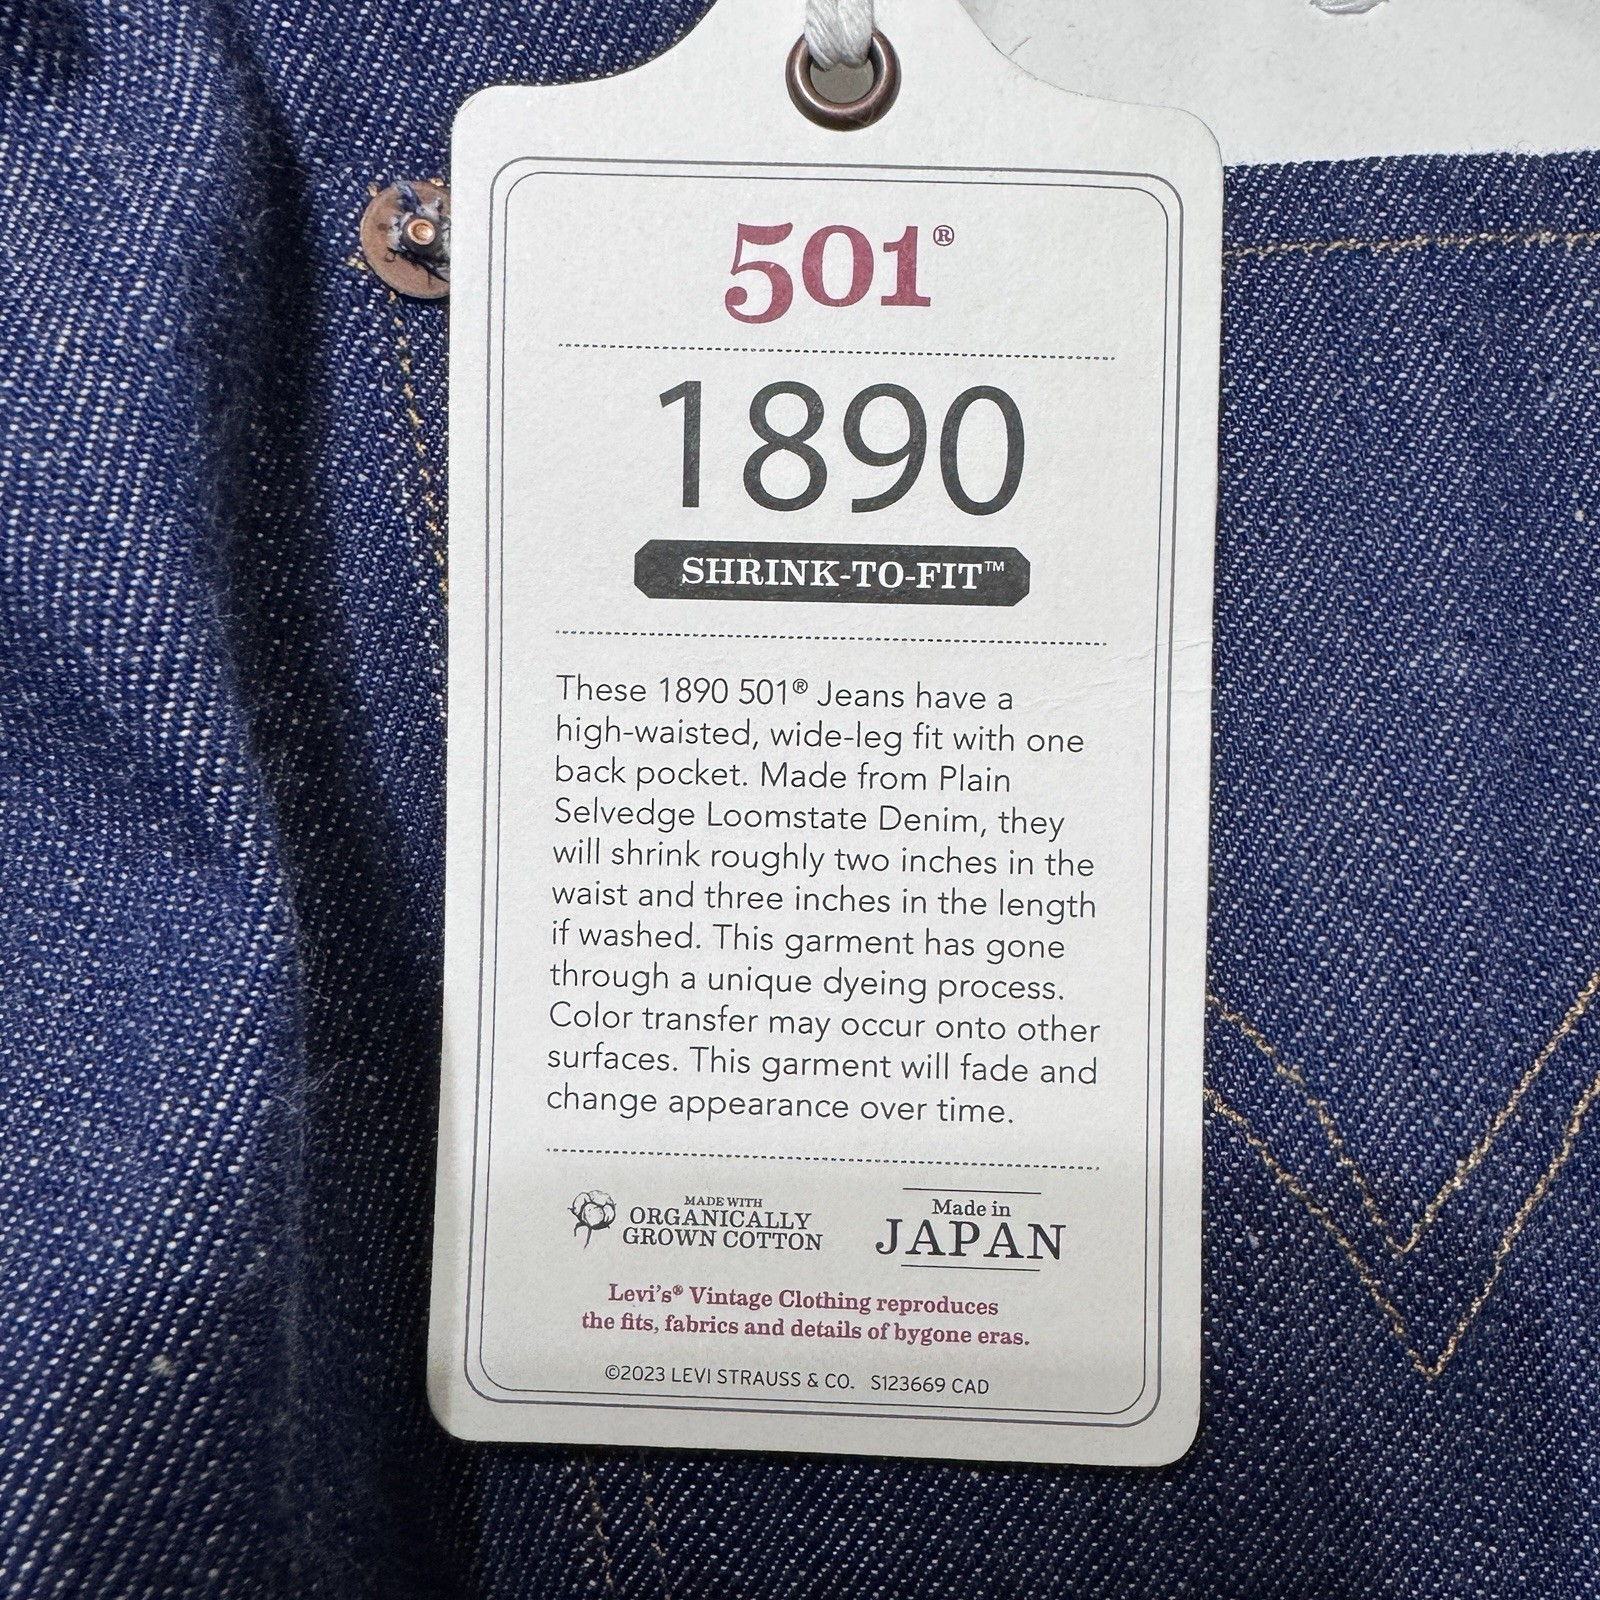 501®
1890
SHRINK-TO-FIT™
These 1890 501® Jeans have a
high-waisted, wide-leg fit with one
back pocket. Made from Plain
Selvedge Loomstate Denim, they
will shrink roughly two inches in the
waist and three inches in the length
if washed. This garment has gone
through a unique dyeing process.
Color transfer may occur onto other
surfaces. This garment will fade and
change appearance over time.
MADE WITH
ORGANICALLY
GROWN COTTON
Made in
JAPAN
Levi's® Vintage Clothing reproduces
the fits, fabrics and details of bygone eras.
©2023 LEVI STRAUSS & CO. S123669 CAD